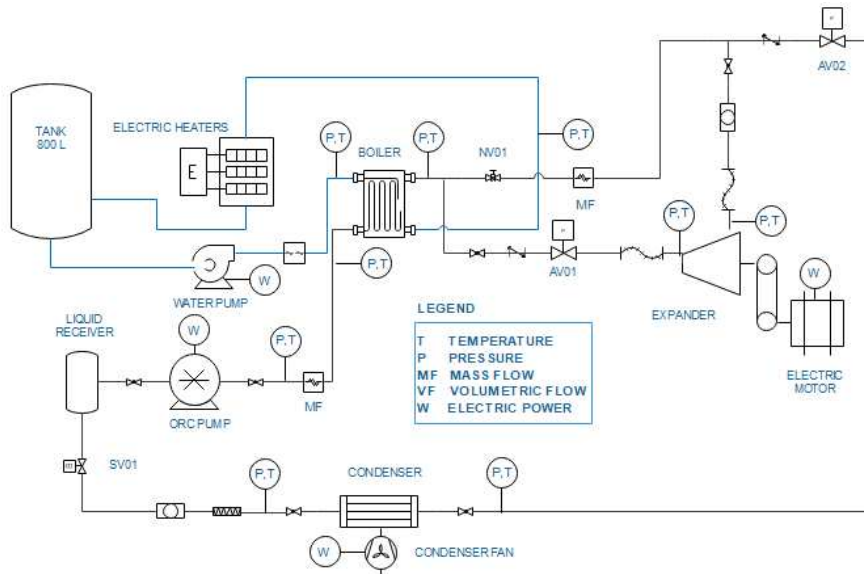 P
AV02
TANK
800 L
ELECTRIC HEATERS
E
P,T
BOILER
P,T
NV01
P,T
MF
P,T
P
AV01
P,T
P,T
WATER PUMP
W
EXPANDER
W
ELECTRIC
MOTOR
LIQUID
RECEIVER
W
P,T
ORC PUMP
MF
LEGEND
T TEMPERATURE
P PRESSURE
MF MASS FLOW
VF VOLUMETRIC FLOW
W ELECTRIC POWER
SV01
P,T
CONDENSER
P,T
W
CONDENSER FAN